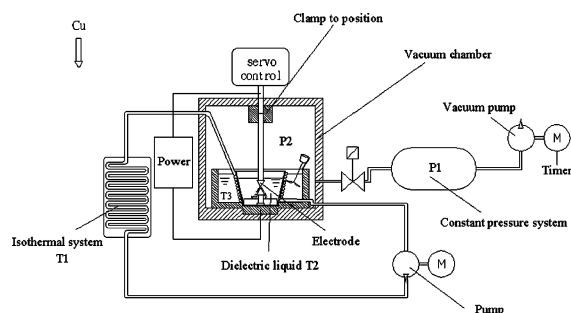 Cu
Clamp to position
servo
control
Vacuum chamber
Vacuum pump
P2
M
Power
P1
Timer
T3
Constant pressure system
Isothermal system
T1
Electrode
Dielectric liquid T2
M
Pump